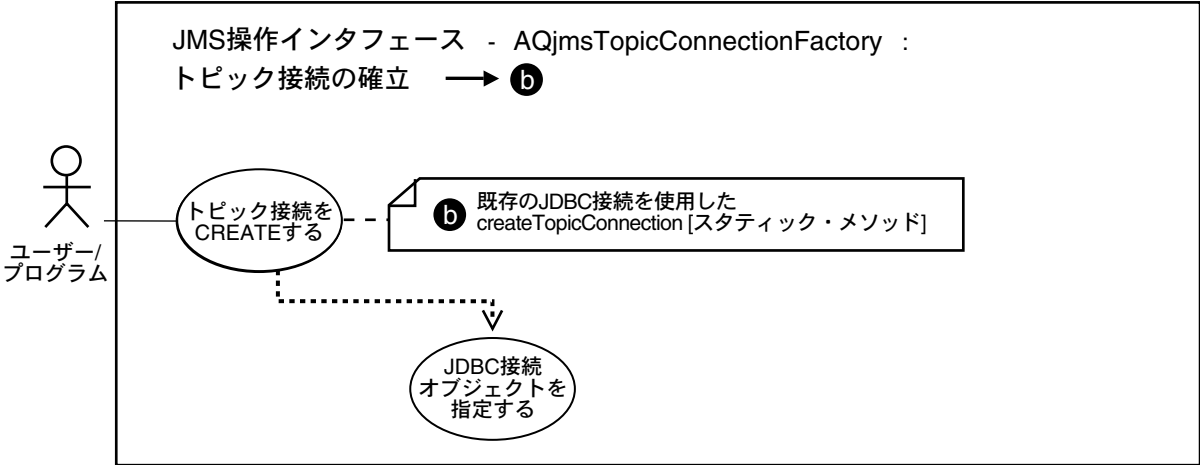 JMS操作インタフェース - AQjmsTopicConnectionFactory :
トピック接続の確立 → b
トピック接続を
CREATEする
b 既存のJDBC接続を使用した
createTopicConnection [スタティック・メソッド]
ユーザー/
プログラム
JDBC接続
オブジェクトを
指定する